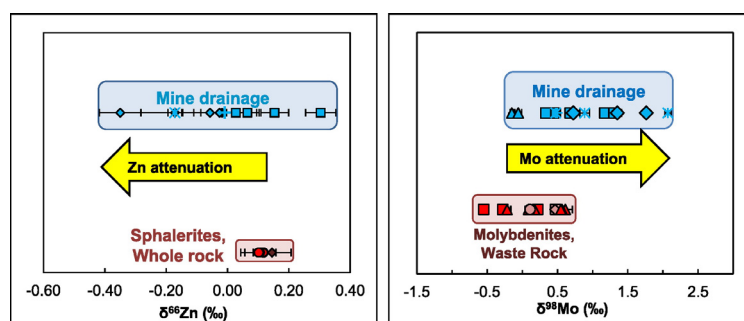 Mine drainage
Zn attenuation
Sphalerites,
Whole rock
-0.60 -0.40 -0.20 0.00 0.20 0.40
δ66Zn (‰)
Mine drainage
Mo attenuation
Molybdenites,
Waste Rock
-1.5 -0.5 0.5 1.5 2.5
δ98Mo (‰)